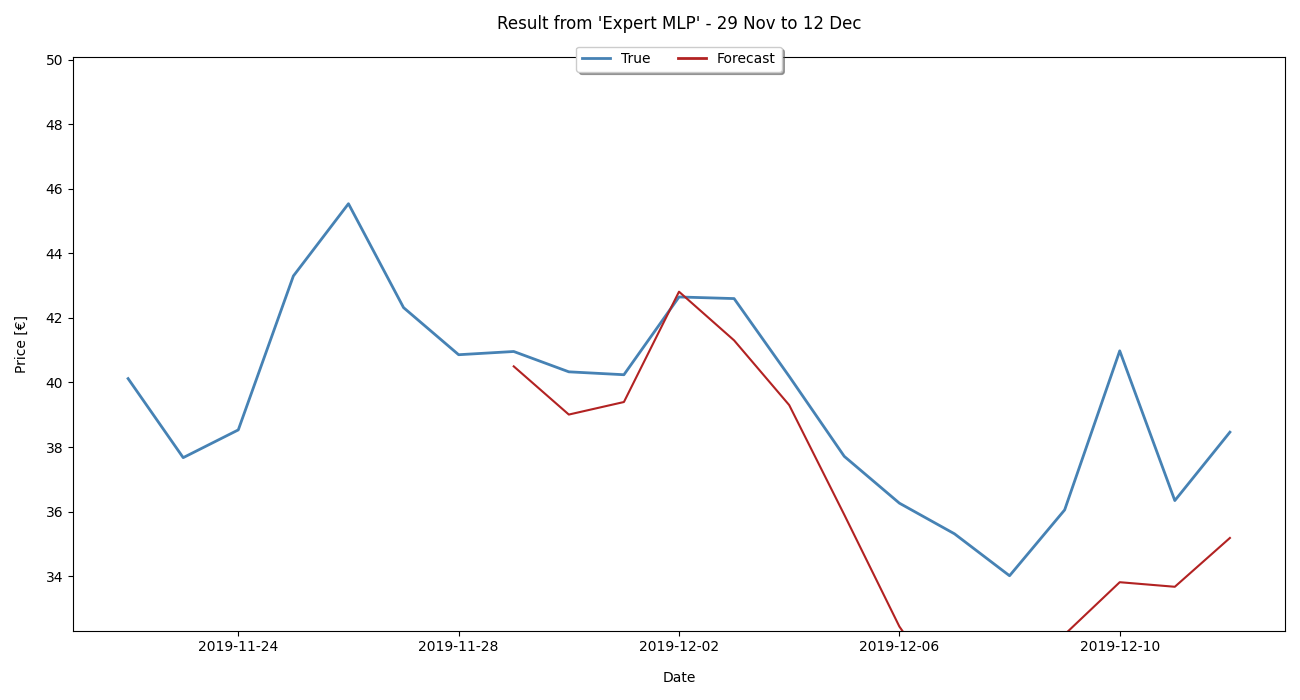 Result from 'Expert MLP' - 29 Nov to 12 Dec
True Forecast
50
48
46
44
42
40
38
36
34
Price [€]
2019-11-24 2019-11-28 2019-12-02 2019-12-06 2019-12-10
Date